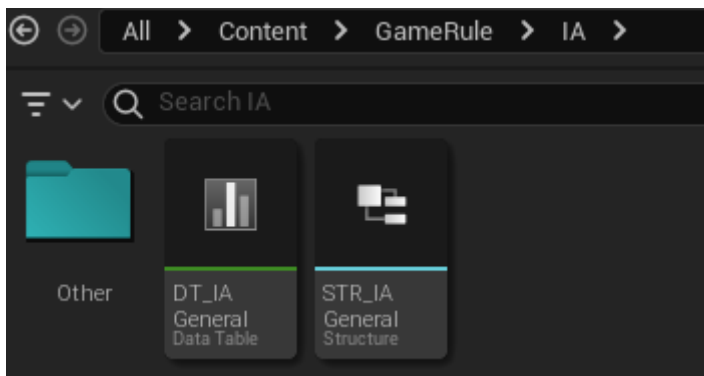 All > Content > GameRule > IA >
Search IA
Other
DT_IA
General
Data Table
STR_IA
General
Structure